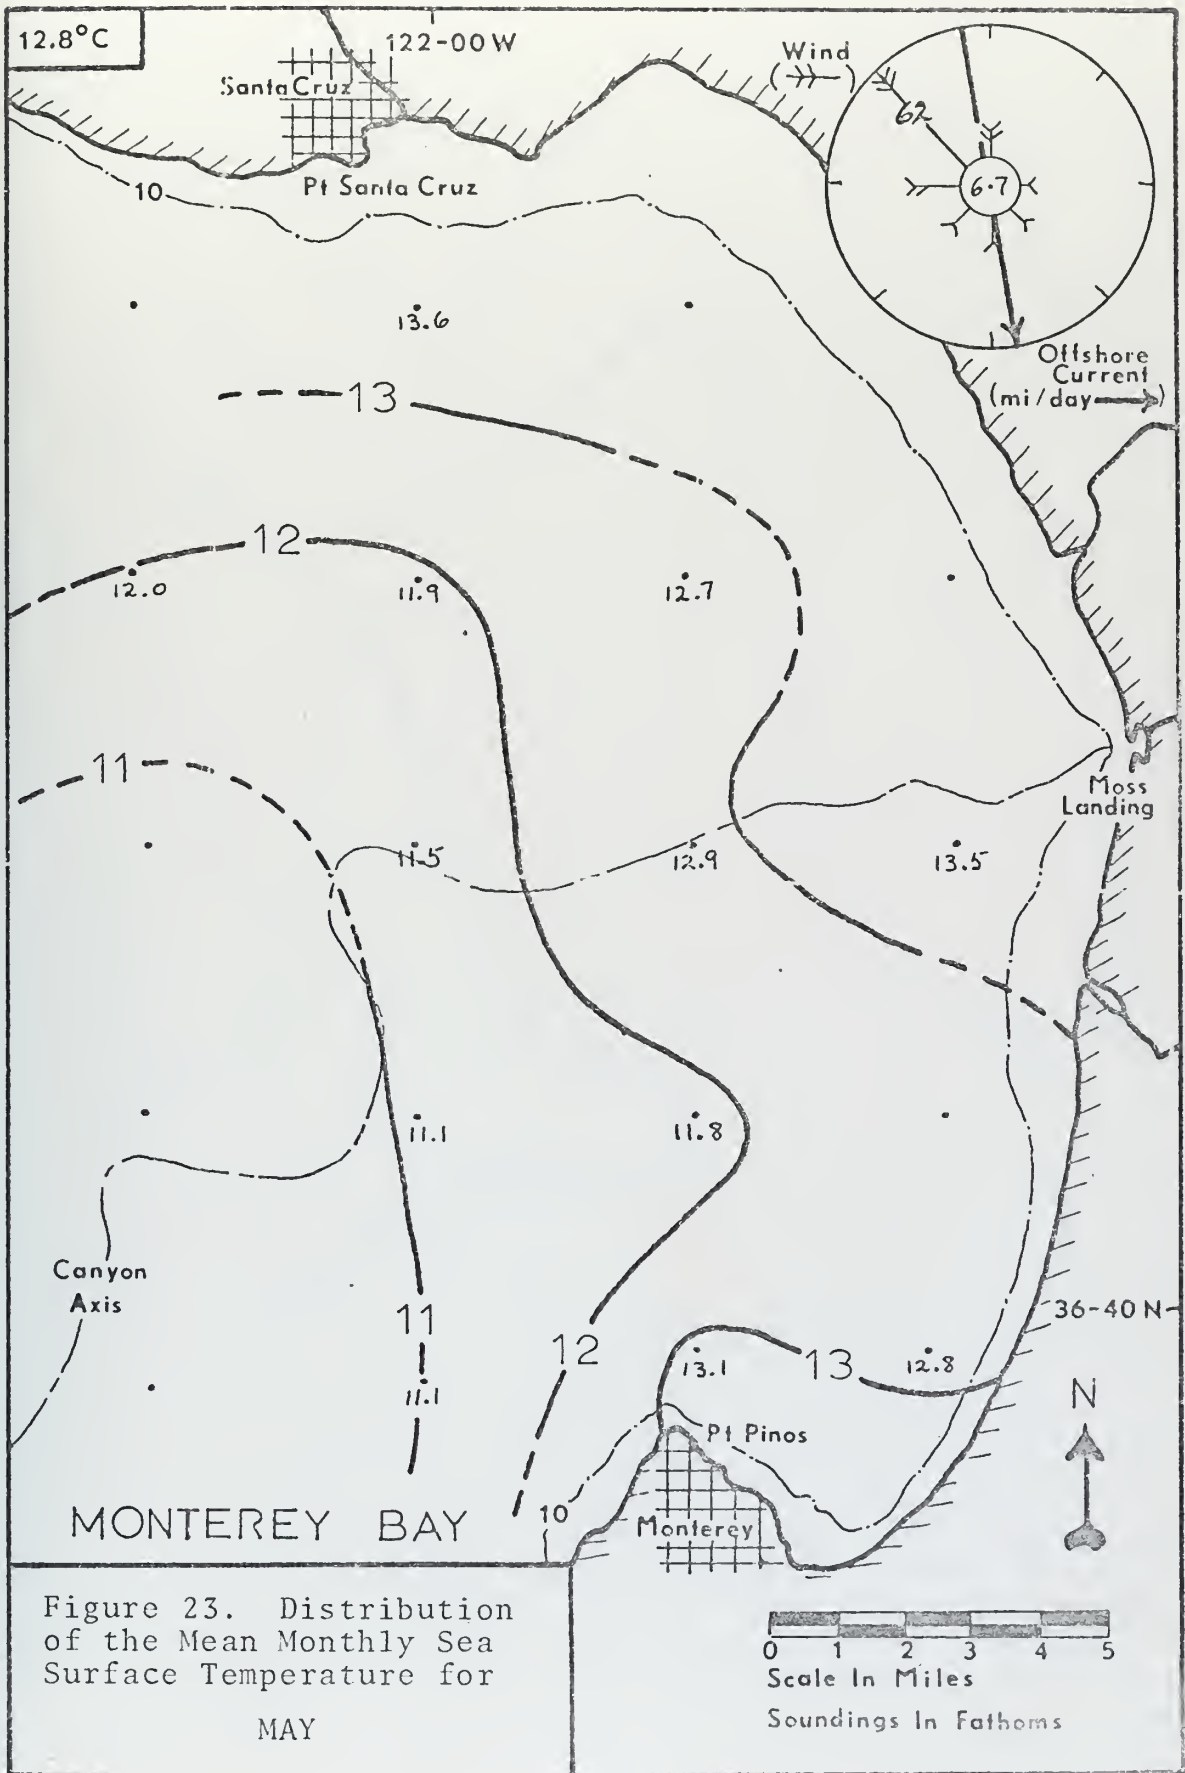 12.8°C
122-00 W
Santa Cruz
Wind
62
6.7
10
Pt Santa Cruz
13.6
Offshore
Current
(mi/day)
13
12
12.0
11.9
12.7
11
Moss
Landing
11.5
12.9
13.5
11.1
11.8
Canyon
Axis
36-40 N
11
12
13.1
13
12.8
11.1
N
Pt Pinos
10
Monterey
MONTEREY BAY
Figure 23. Distribution
of the Mean Monthly Sea
Surface Temperature for
MAY
0 1 2 3 4 5
Scale In Miles
Soundings In Fathoms